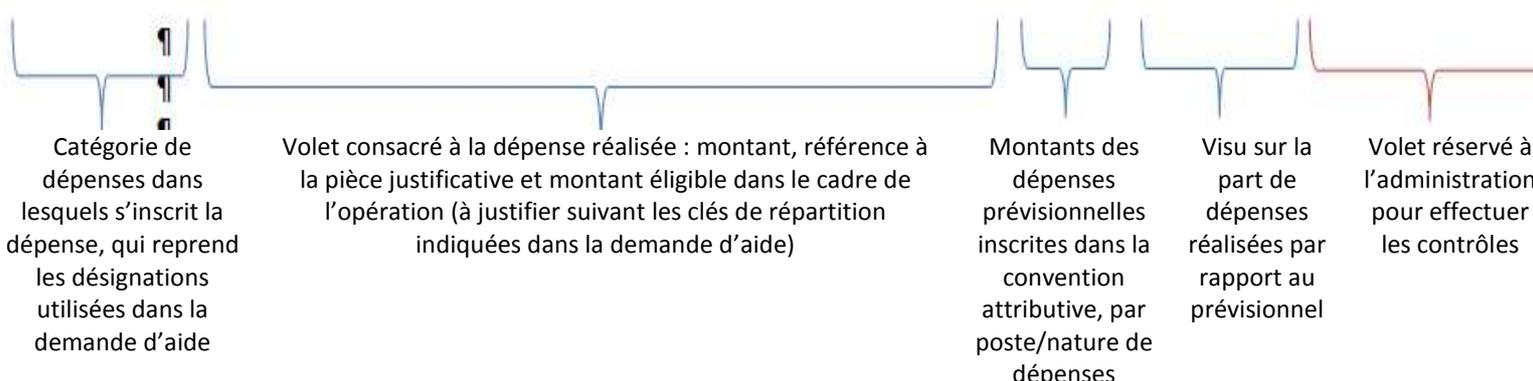 ¶
¶
¶
Catégorie de
dépenses dans
lesquels s’inscrit la
dépense, qui reprend
les désignations
utilisées dans la
demande d’aide
Volet consacré à la dépense réalisée : montant, référence à
la pièce justificative et montant éligible dans le cadre de
l’opération (à justifier suivant les clés de répartition
indiquées dans la demande d’aide)
Montants des
dépenses
prévisionnelles
inscrites dans la
convention
attributive, par
poste/nature de
dépenses
Visu sur la
part de
dépenses
réalisées par
rapport au
prévisionnel
Volet réservé à
l’administration
pour effectuer
les contrôles